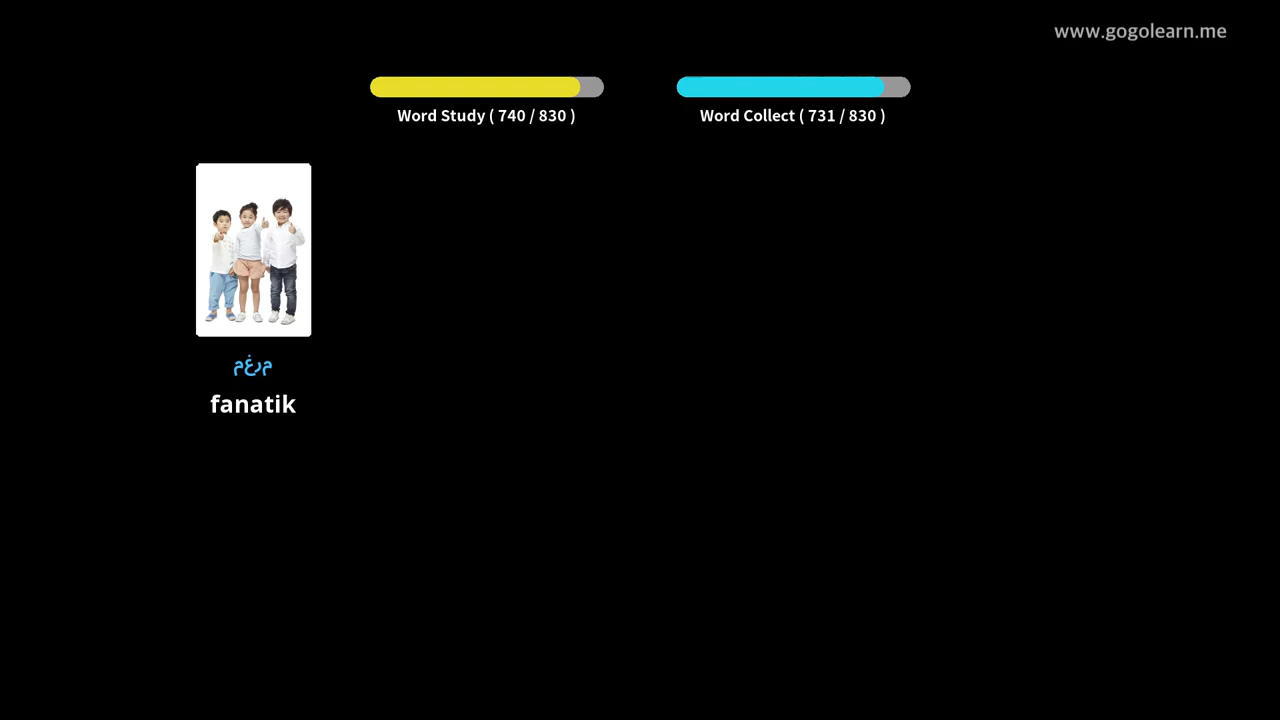 www.gogolearn.me
Word Study ( 740 / 830 )
Word Collect ( 731 / 830 )
مرغم
fanatik